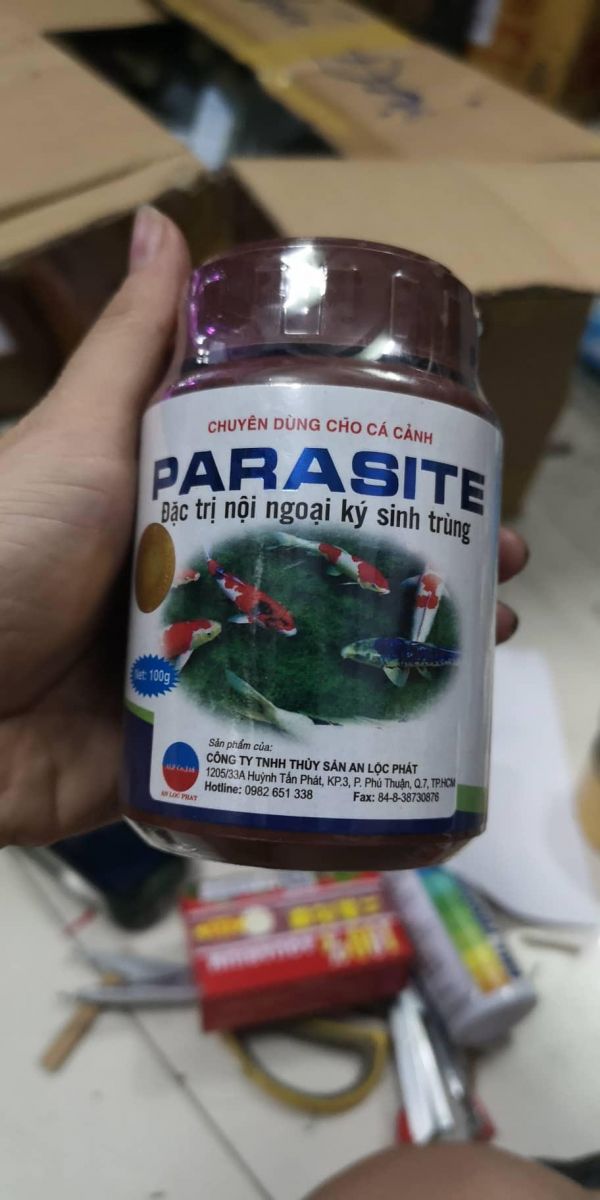 CHUYÊN DÙNG CHO CÁ CẢNH
PARASITE
Đặc trị nội ngoại ký sinh trùng
Net: 100g
Sản phẩm của:
CÔNG TY TNHH THỦY SẢN AN LỘC PHÁT
1205/33A Huỳnh Tấn Phát, KP.3, P. Phú Thuận, Q.7, TP.HCM
Hotline: 0982 651 338 Fax: 84-8-38730876
AN LOC PHAT